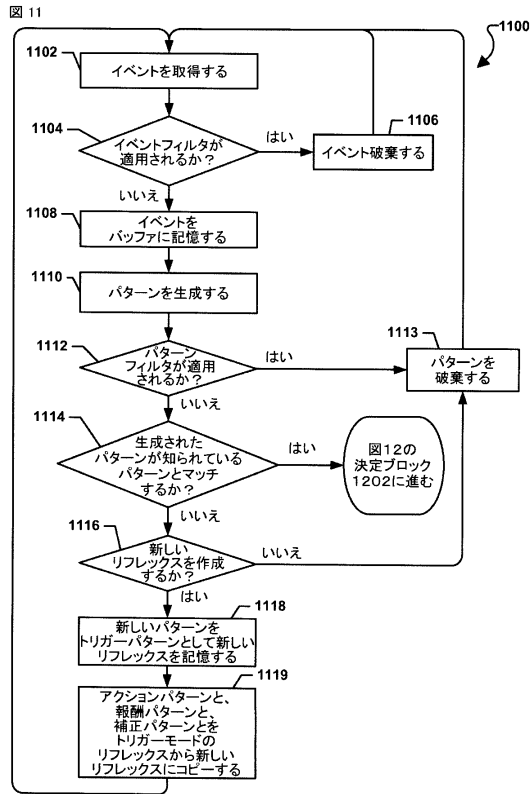 図 11
1100
1102
イベントを取得する
1104
イベントフィルタが
適用されるか？
はい
1106
イベント破棄する
いいえ
1108
イベントを
バッファに記憶する
1110
パターンを生成する
1112
パターン
フィルタが適用
されるか？
はい
1113
パターンを
破棄する
いいえ
1114
生成された
パターンが知られている
パターンとマッチ
するか？
はい
図12の
決定ブロック
1202に進む
いいえ
1116
新しい
リフレックスを作成
するか？
いいえ
はい
1118
新しいパターンを
トリガーパターンとして新しい
リフレックスを記憶する
1119
アクションパターンと、
報酬パターンと、
補正パターンとを
トリガーモードの
リフレックスから新しい
リフレックスにコピーする